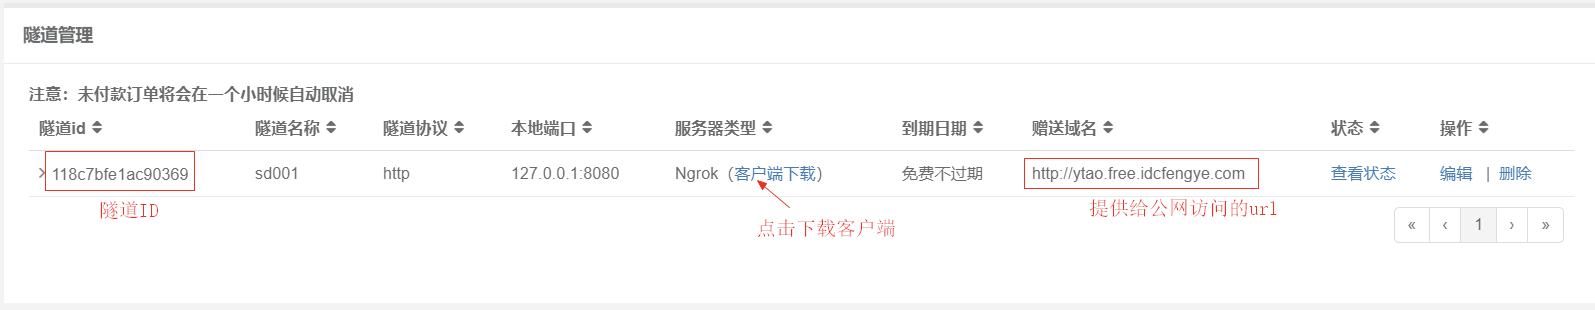 隧道管理
注意：未付款订单将会在一个小时候自动取消
隧道id 隧道名称 隧道协议 本地端口 服务器类型 到期日期 赠送域名 状态 操作
118c7bfe1ac90369 sd001 http 127.0.0.1:8080 Ngrok（客户端下载） 免费不过期 http://ytao.free.idcfengye.com 查看状态 编辑 | 删除
隧道ID
点击下载客户端
提供给公网访问的url
« ‹ 1 › »